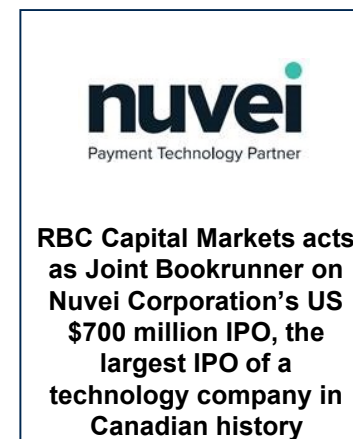 nuvei
Payment Technology Partner
RBC Capital Markets acts
as Joint Bookrunner on
Nuvei Corporation’s US
$700 million IPO, the
largest IPO of a
technology company in
Canadian history